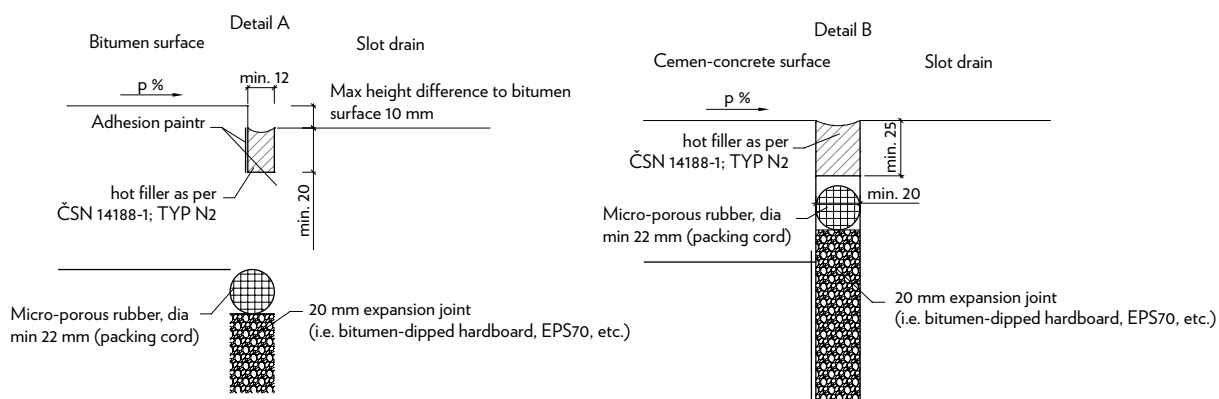 Detail A
Bitumen surface
Slot drain
min. 12
p %
Max height difference to bitumen
surface 10 mm
Adhesion paintr
hot filler as per
ČSN 14188-1; TYP N2
min. 20
Micro-porous rubber, dia
min 22 mm (packing cord)
20 mm expansion joint
(i.e. bitumen-dipped hardboard, EPS70, etc.)
Detail B
Cemen-concrete surface
Slot drain
p %
hot filler as per
ČSN 14188-1; TYP N2
min. 25
min. 20
Micro-porous rubber, dia
min 22 mm (packing cord)
20 mm expansion joint
(i.e. bitumen-dipped hardboard, EPS70, etc.)